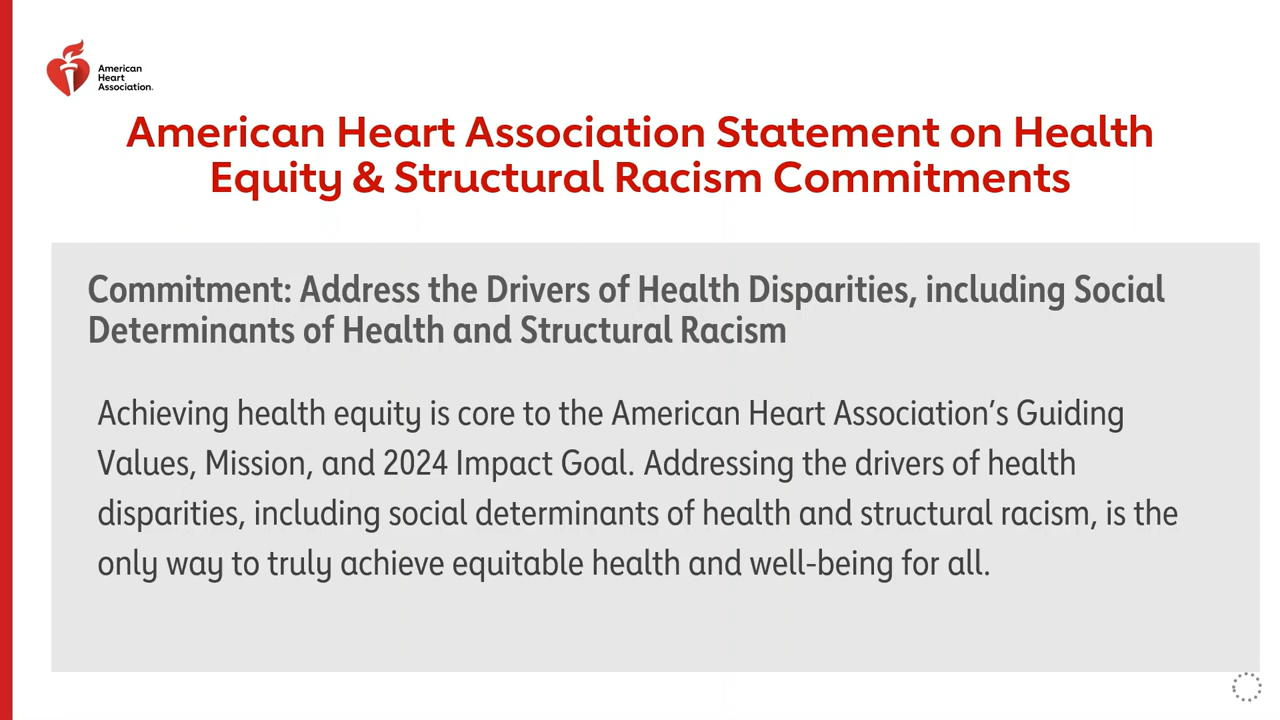 American
Heart
Association.
American Heart Association Statement on Health
Equity & Structural Racism Commitments
Commitment: Address the Drivers of Health Disparities, including Social
Determinants of Health and Structural Racism
Achieving health equity is core to the American Heart Association’s Guiding
Values, Mission, and 2024 Impact Goal. Addressing the drivers of health
disparities, including social determinants of health and structural racism, is the
only way to truly achieve equitable health and well-being for all.